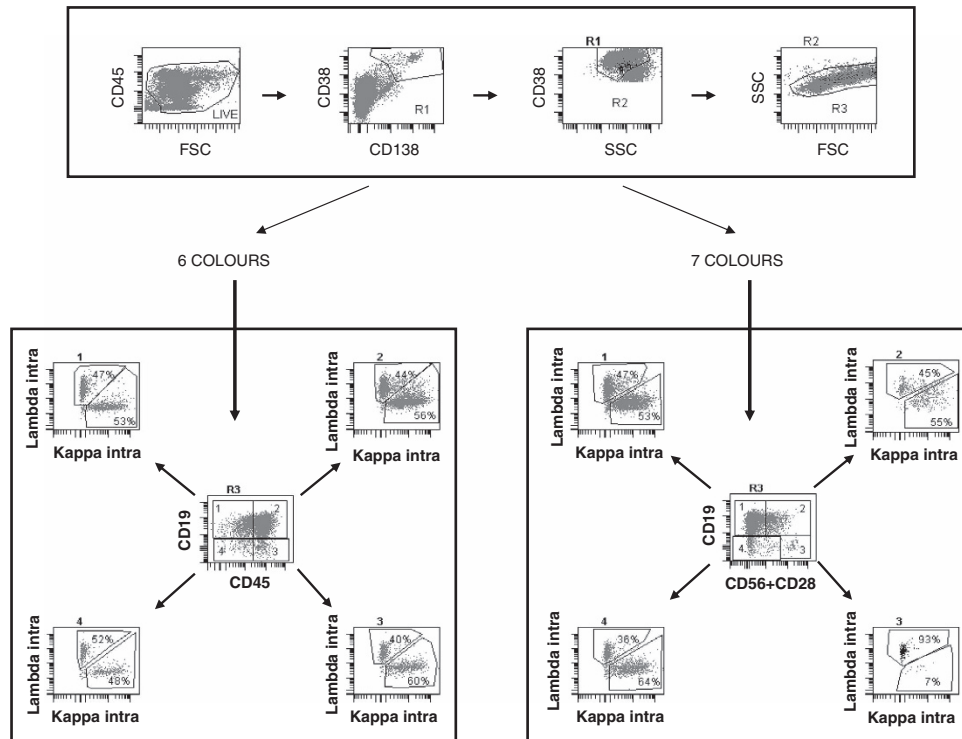 CD45
LIVE
FSC
CD38
R1
CD138
R1
CD38
R2
SSC
R2
SSC
R3
FSC
6 COLOURS
7 COLOURS
1
Lambda intra
47%
53%
Kappa intra
2
Lambda intra
44%
56%
Kappa intra
R3
CD19
1
2
4
3
CD45
4
Lambda intra
52%
48%
Kappa intra
3
Lambda intra
40%
60%
Kappa intra
1
Lambda intra
47%
53%
Kappa intra
2
Lambda intra
45%
55%
Kappa intra
R3
CD19
1
2
4
3
CD56+CD28
4
Lambda intra
36%
64%
Kappa intra
3
Lambda intra
93%
7%
Kappa intra